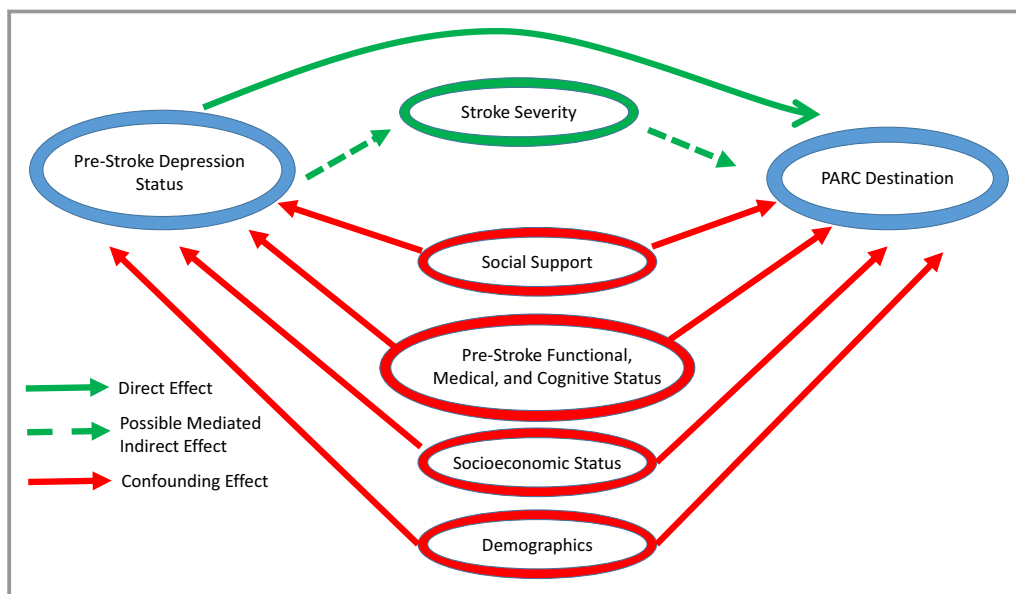 Stroke Severity
Pre-Stroke Depression
Status
PARC Destination
Social Support
Pre-Stroke Functional,
Medical, and Cognitive Status
Direct Effect
Possible Mediated
Indirect Effect
Socioeconomic Status
Confounding Effect
Demographics